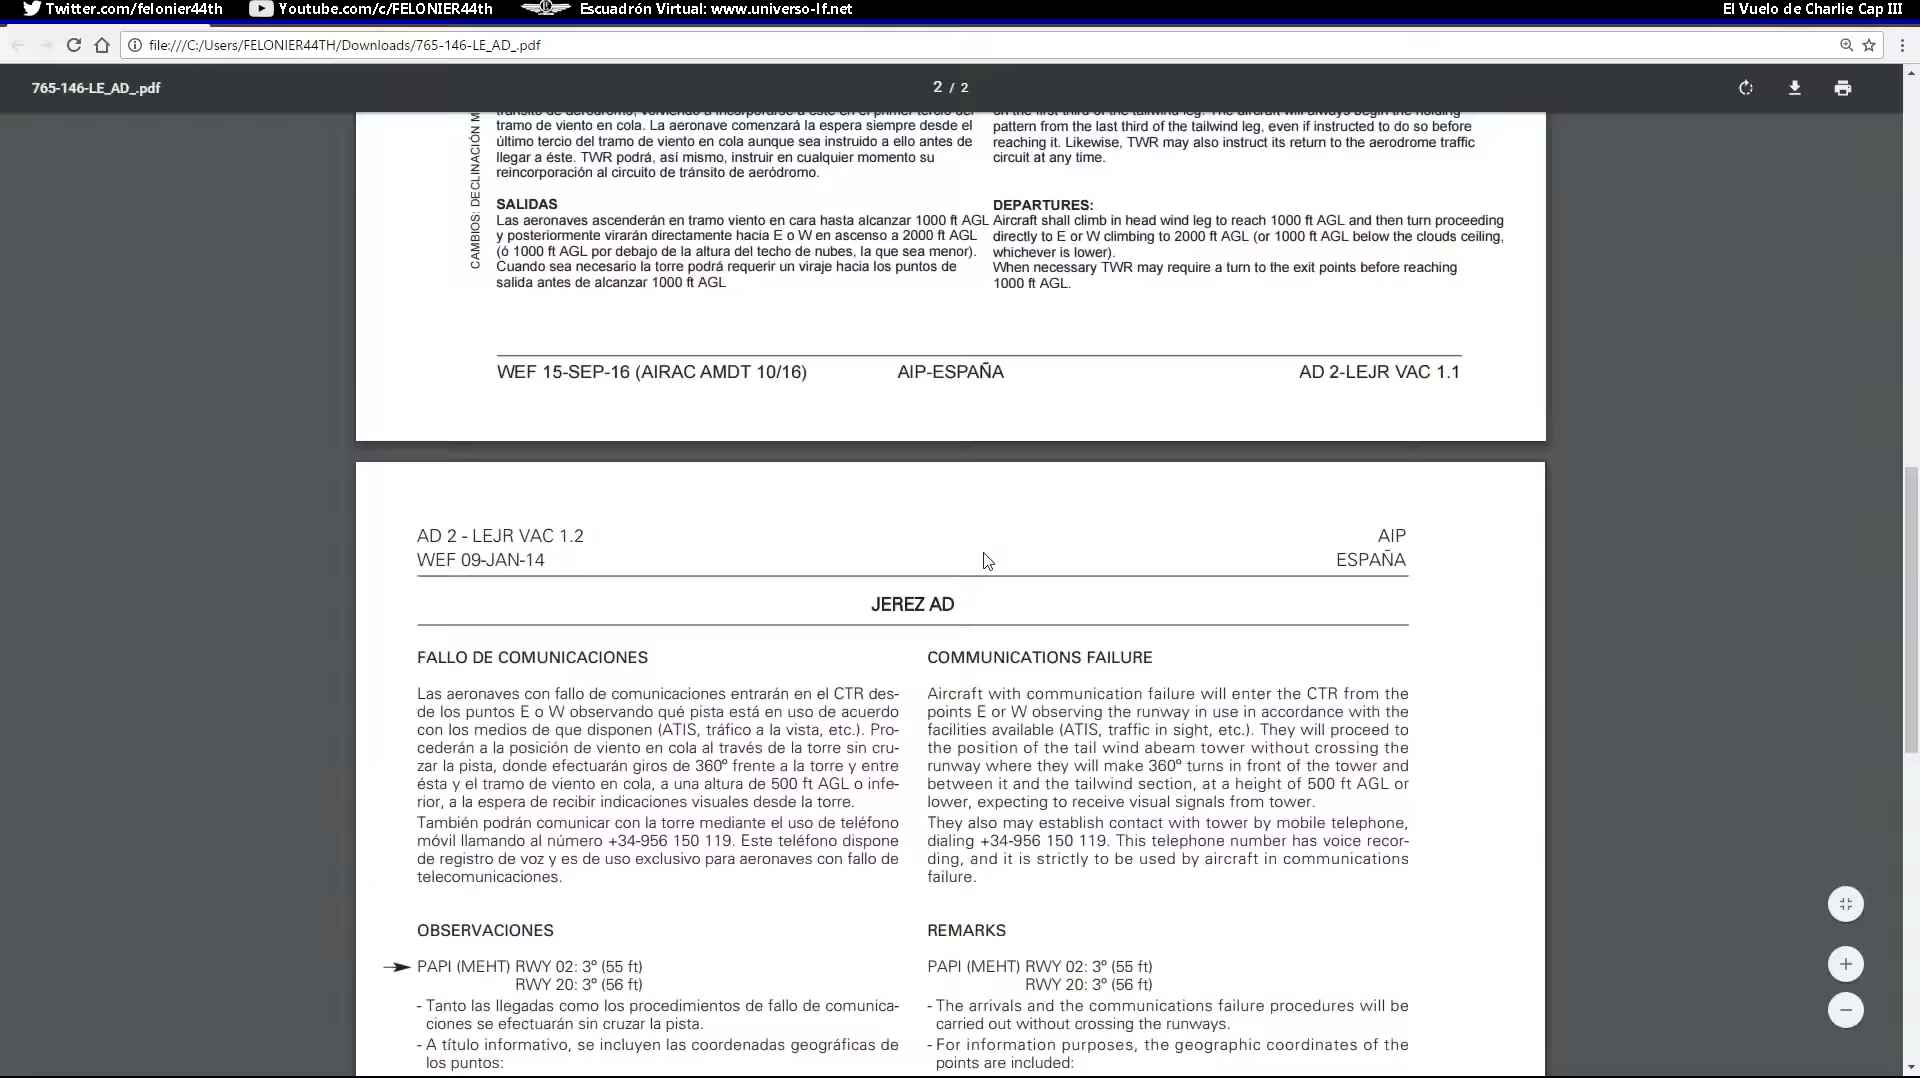 Twitter.com/felonier44th Youtube.com/c/FELONIER44th Escuadrón Virtual: www.universo-lf.net El Vuelo de Charlie Cap III
file:///C:/Users/FELONIER44TH/Downloads/765-146-LE_AD_.pdf
765-146-LE_AD_.pdf 2 / 2
CAMBIOS: DECLINACIÓN M
tramo de viento en cola. La aeronave comenzará la espera siempre desde el
último tercio del tramo de viento en cola aunque sea instruido a ello antes de
llegar a éste. TWR podrá, así mismo, instruir en cualquier momento su
reincorporación al circuito de tránsito de aeródromo.
on the first third of the tailwind leg. The aircraft will always begin the holding
pattern from the last third of the tailwind leg, even if instructed to do so before
reaching it. Likewise, TWR may also instruct its return to the aerodrome traffic
circuit at any time.
SALIDAS
Las aeronaves ascenderán en tramo viento en cara hasta alcanzar 1000 ft AGL
y posteriormente virarán directamente hacia E o W en ascenso a 2000 ft AGL
(ó 1000 ft AGL por debajo de la altura del techo de nubes, la que sea menor).
Cuando sea necesario la torre podrá requerir un viraje hacia los puntos de
salida antes de alcanzar 1000 ft AGL
DEPARTURES:
Aircraft shall climb in head wind leg to reach 1000 ft AGL and then turn proceeding
directly to E or W climbing to 2000 ft AGL (or 1000 ft AGL below the clouds ceiling,
whichever is lower).
When necessary TWR may require a turn to the exit points before reaching
1000 ft AGL.
WEF 15-SEP-16 (AIRAC AMDT 10/16) AIP-ESPAÑA AD 2-LEJR VAC 1.1
AD 2 - LEJR VAC 1.2 AIP
WEF 09-JAN-14 ESPAÑA
JEREZ AD
FALLO DE COMUNICACIONES
Las aeronaves con fallo de comunicaciones entrarán en el CTR des-
de los puntos E o W observando qué pista está en uso de acuerdo
con los medios de que disponen (ATIS, tráfico a la vista, etc.). Pro-
cederán a la posición de viento en cola al través de la torre sin cru-
zar la pista, donde efectuarán giros de 360º frente a la torre y entre
ésta y el tramo de viento en cola, a una altura de 500 ft AGL o infe-
rior, a la espera de recibir indicaciones visuales desde la torre.
También podrán comunicar con la torre mediante el uso de teléfono
móvil llamando al número +34-956 150 119. Este teléfono dispone
de registro de voz y es de uso exclusivo para aeronaves con fallo de
telecomunicaciones.
COMMUNICATIONS FAILURE
Aircraft with communication failure will enter the CTR from the
points E or W observing the runway in use in accordance with the
facilities available (ATIS, traffic in sight, etc.). They will proceed to
the position of the tail wind abeam tower without crossing the
runway where they will make 360º turns in front of the tower and
between it and the tailwind section, at a height of 500 ft AGL or
lower, expecting to receive visual signals from tower.
They also may establish contact with tower by mobile telephone,
dialing +34-956 150 119. This telephone number has voice recor-
ding, and it is strictly to be used by aircraft in communications
failure.
OBSERVACIONES
PAPI (MEHT) RWY 02: 3º (55 ft)
RWY 20: 3º (56 ft)
- Tanto las llegadas como los procedimientos de fallo de comunica-
ciones se efectuarán sin cruzar la pista.
- A título informativo, se incluyen las coordenadas geográficas de
los puntos:
REMARKS
PAPI (MEHT) RWY 02: 3º (55 ft)
RWY 20: 3º (56 ft)
- The arrivals and the communications failure procedures will be
carried out without crossing the runways.
- For information purposes, the geographic coordinates of the
points are included: